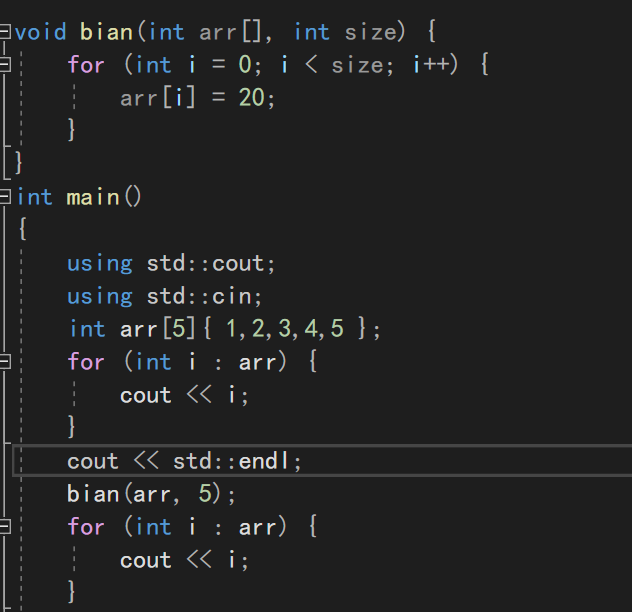 void bian(int arr[], int size) {
    for (int i = 0; i < size; i++) {
        arr[i] = 20;
    }
}
int main()
{
    using std::cout;
    using std::cin;
    int arr[5]{ 1,2,3,4,5 };
    for (int i : arr) {
        cout << i;
    }
    cout << std::endl;
    bian(arr, 5);
    for (int i : arr) {
        cout << i;
    }